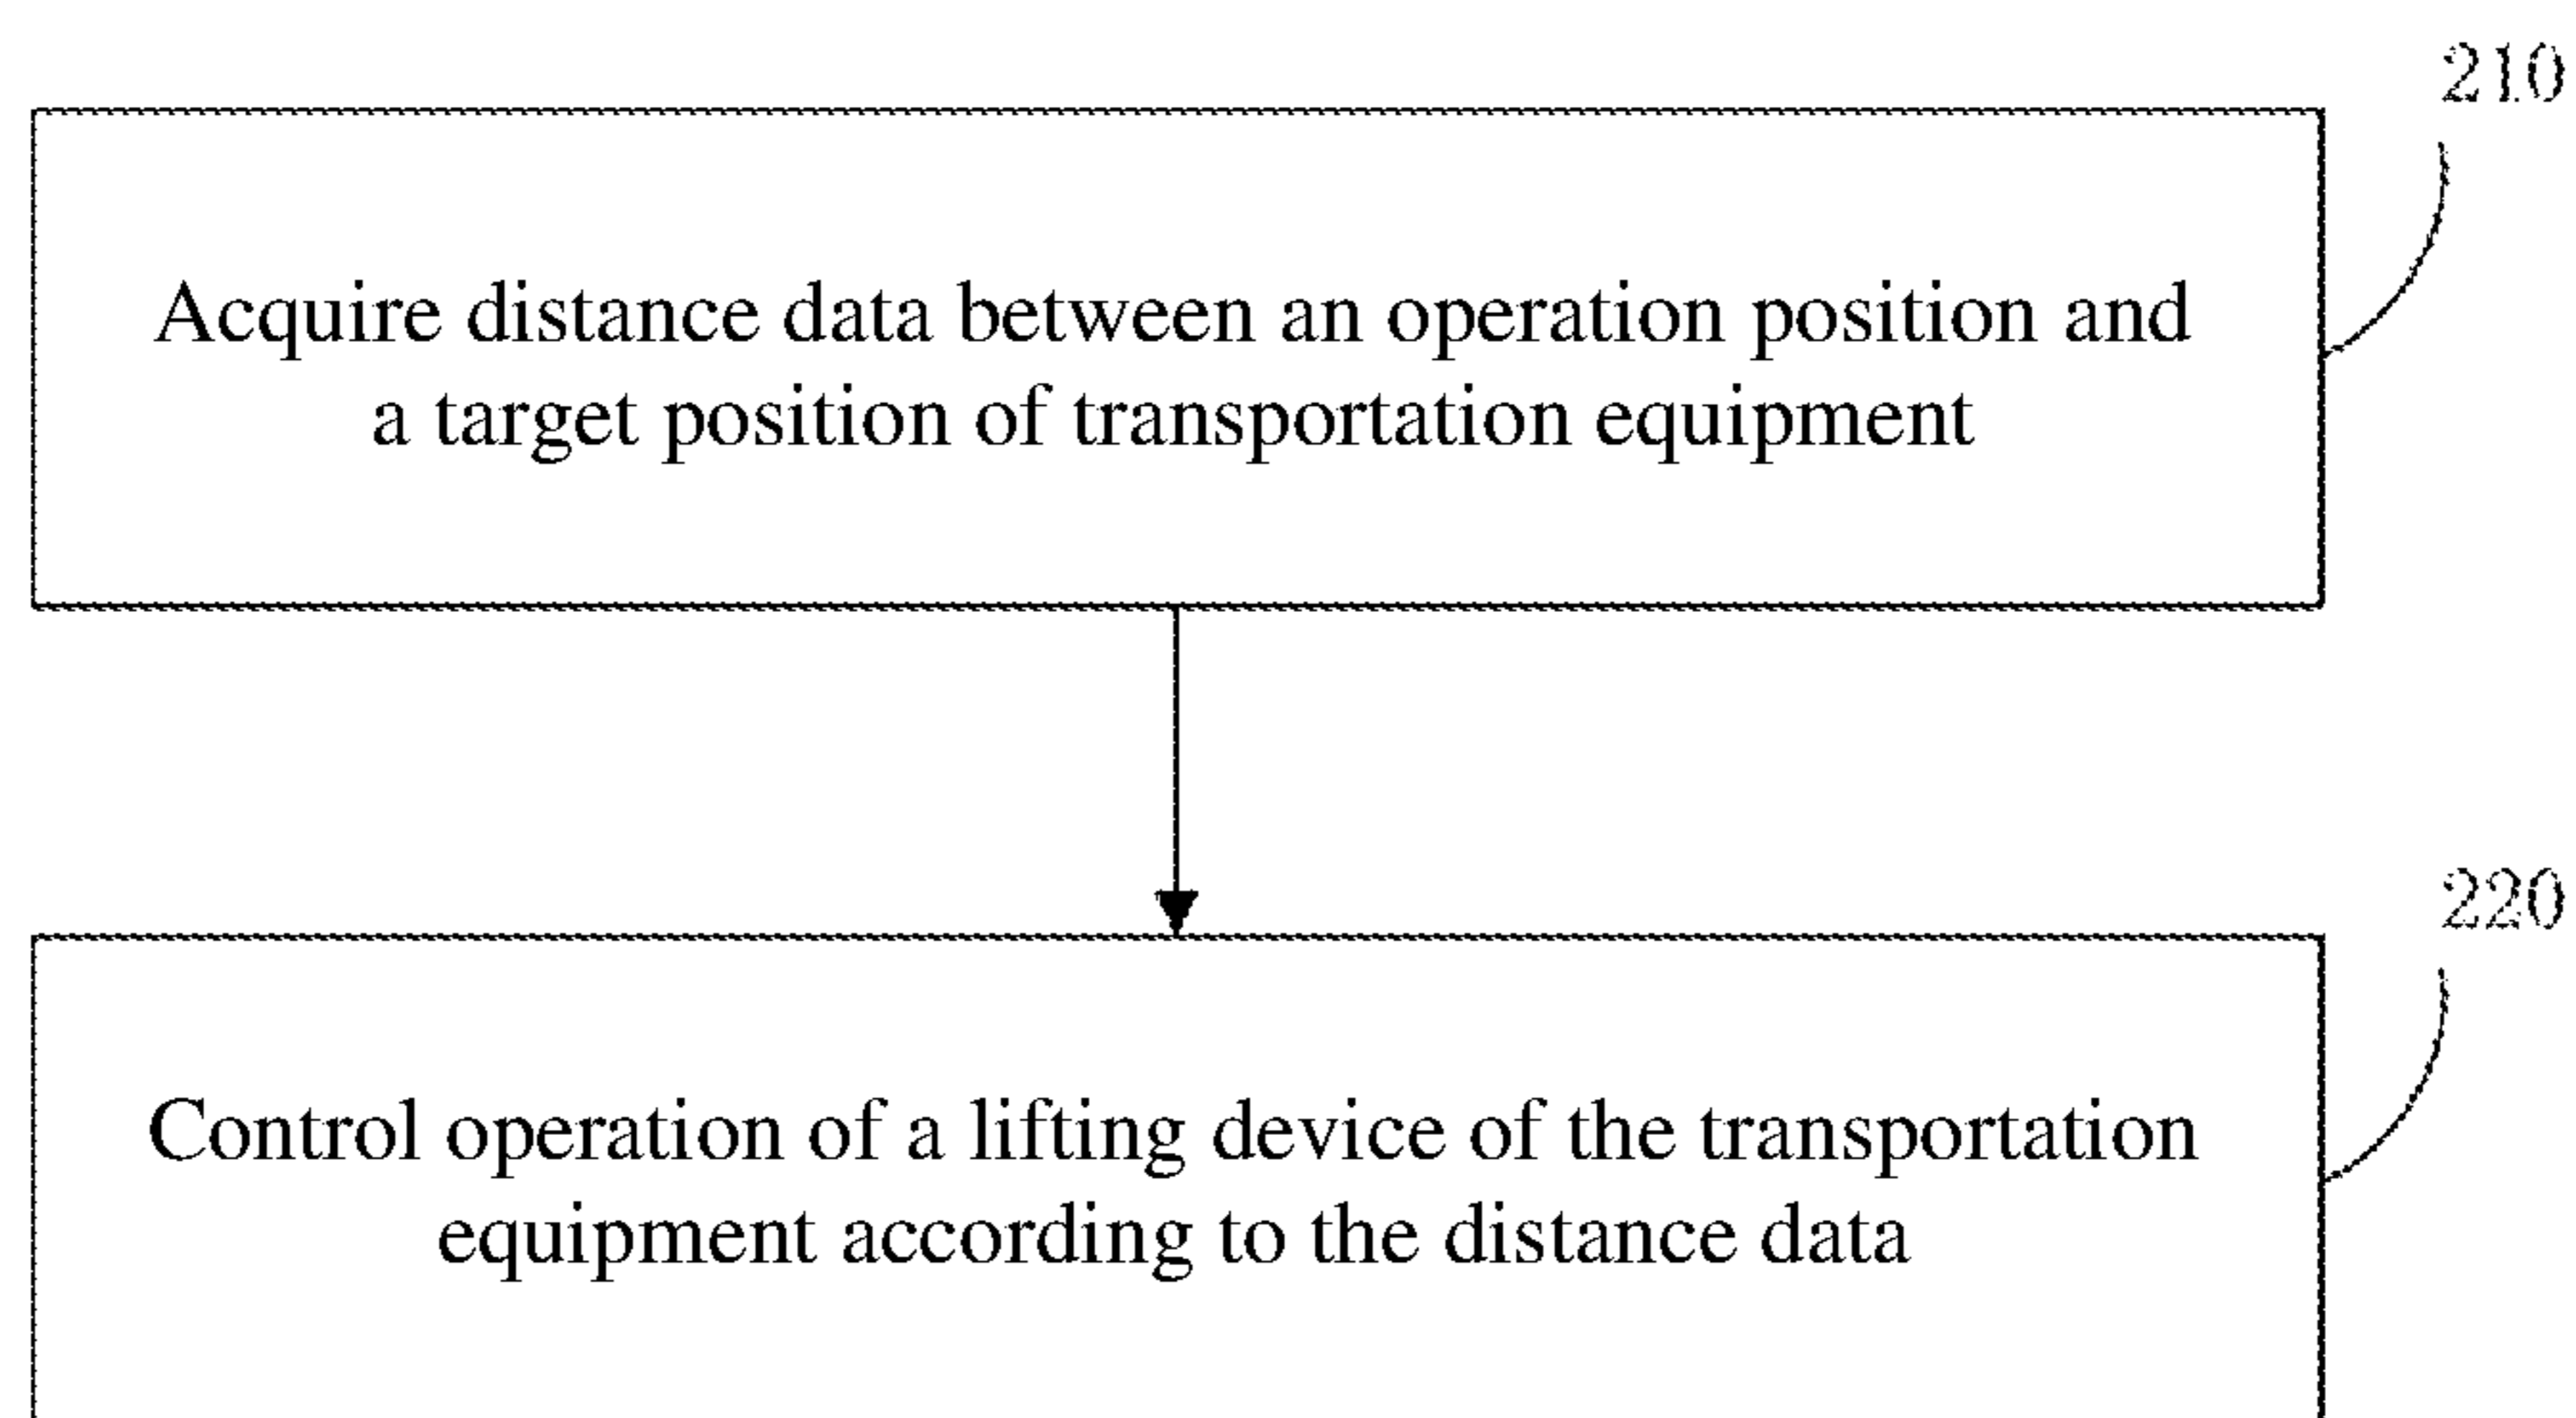 210
Acquire distance data between an operation position and
a target position of transportation equipment
220
Control operation of a lifting device of the transportation
equipment according to the distance data